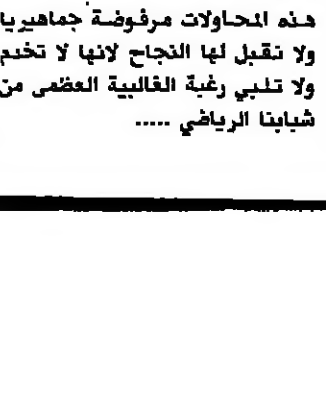 هذه المحاولات مرفوضة جماهيريا
ولا نقبل لها النجاح لانها لا تخدم
ولا تلبي رغبة الغالبية العظمى من
شبابنا الرياضي .....